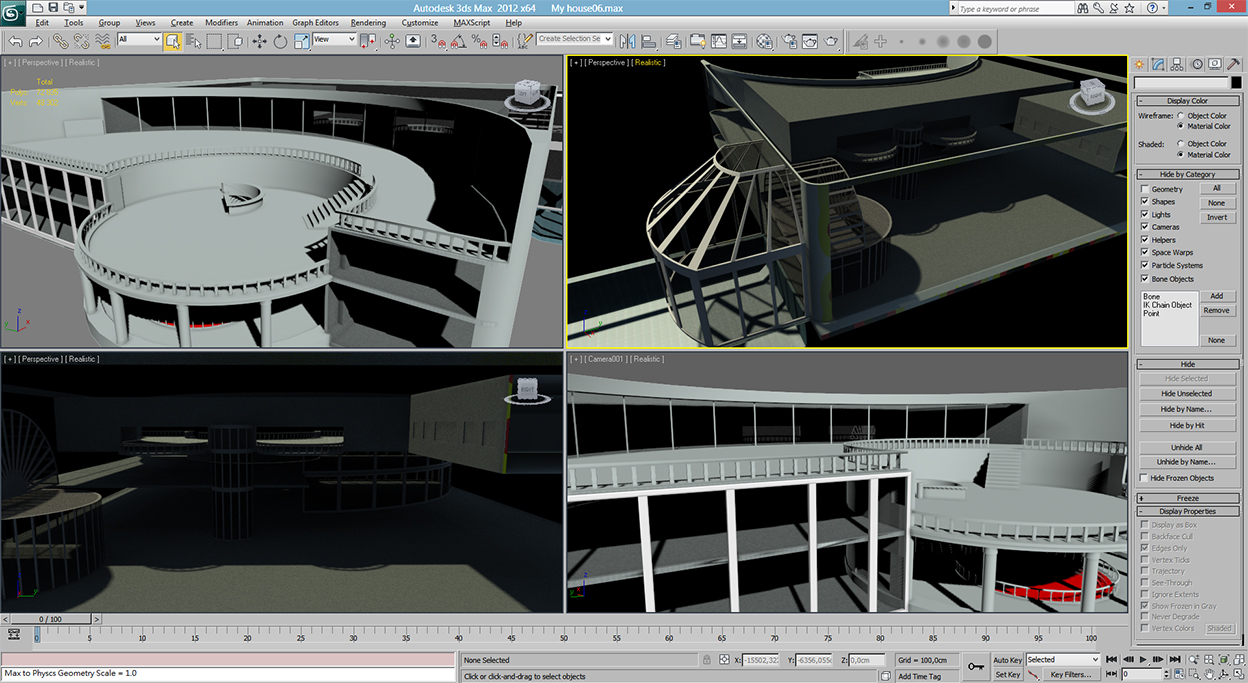 Autodesk 3ds Max 2012 x64 My house06.max
Type a keyword or phrase
Edit Tools Group Views Create Modifiers Animation Graph Editors Rendering Customize MAXScript Help
All
View
Create Selection Se
[ + ] [ Perspective ] [ Realistic ]
Total
[ + ] [ Perspective ] [ Realistic ]
[ + ] [ Perspective ] [ Realistic ]
[ + ] [ Camera001 ] [ Realistic ]
Display Color
Wireframe: Object Color
Material Color
Shaded: Object Color
Material Color
Hide by Category
Geometry All
Shapes None
Lights Invert
Cameras
Helpers
Space Warps
Particle Systems
Bone Objects
Bone Add
IK Chain Object Remove
Point
None
Hide
Hide Selected
Hide Unselected
Hide by Name...
Hide by Hit
Unhide All
Unhide by Name...
Hide Frozen Objects
Freeze
Display Properties
Display as Box
Backface Cull
Edges Only
Vertex Ticks
Trajectory
See-Through
Ignore Extents
Show Frozen in Gray
Never Degrade
Vertex Colors Shaded
0 / 100
0 5 10 15 20 25 30 35 40 45 50 55 60 65 70 75 80 85 90 95 100
None Selected X: -15502,32 Y: -6356,055 Z: 0,0cm Grid = 100,0cm Auto Key Selected
Max to Physcs Geometry Scale = 1.0
Click or click-and-drag to select objects Add Time Tag Set Key Key Filters... 0